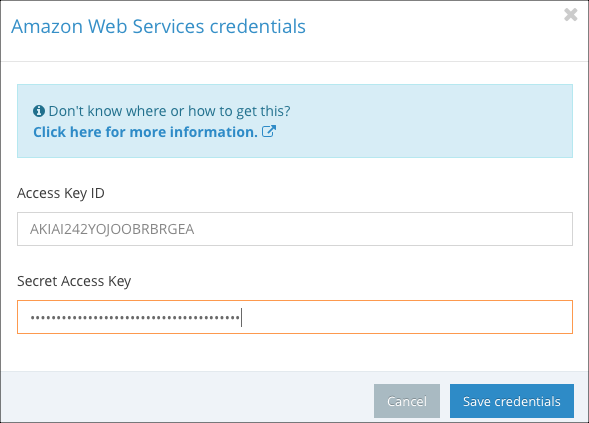 Amazon Web Services credentials
Don't know where or how to get this?
Click here for more information.
Access Key ID
AKIAI242YOJOOBRBRGEA
Secret Access Key
••••••••••••••••••••••••••••••••••••••••
Cancel
Save credentials